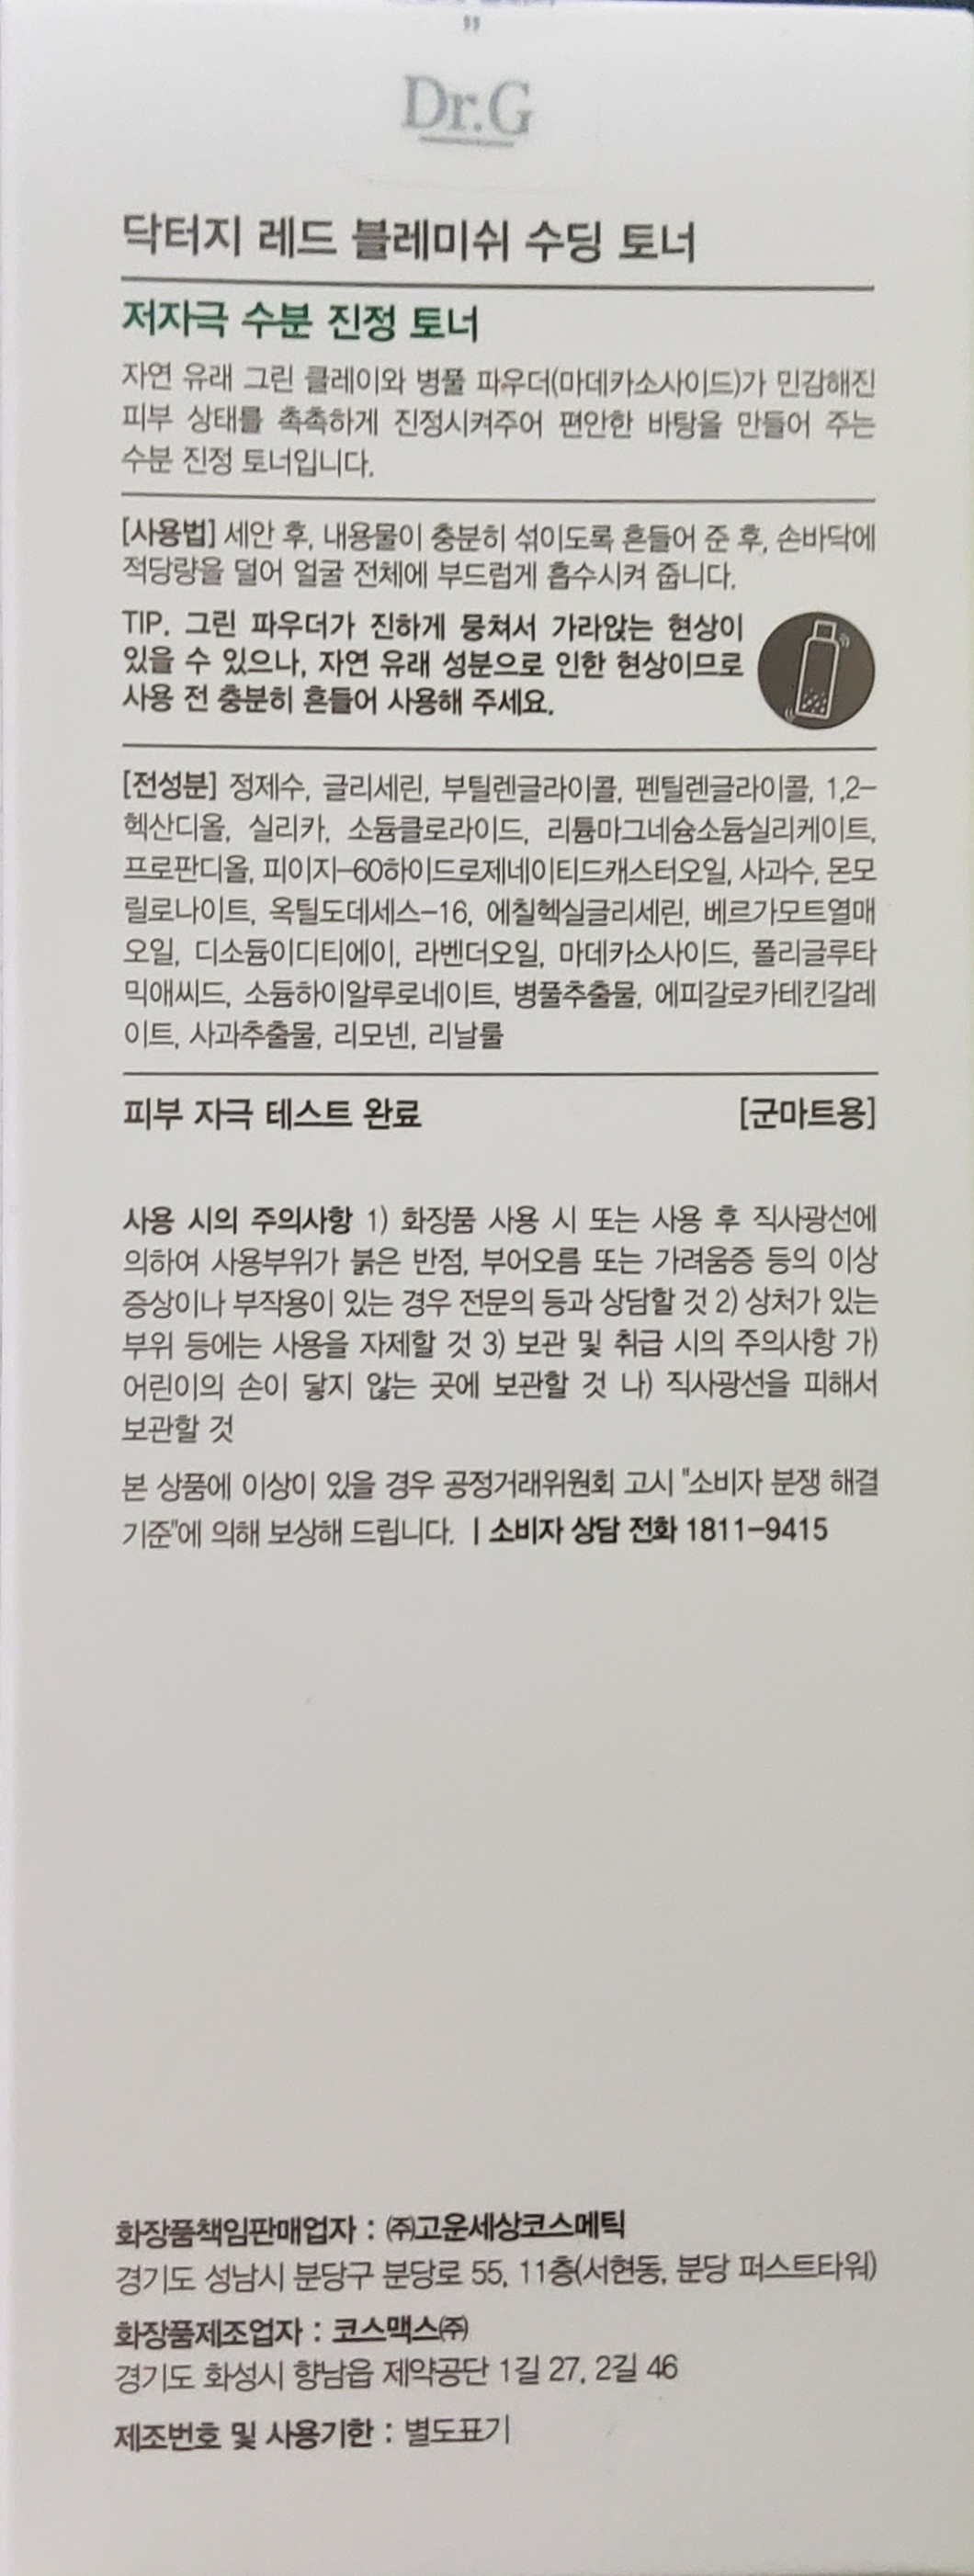 Dr.G
닥터지 레드 블레미쉬 수딩 토너
저자극 수분 진정 토너
자연 유래 그린 클레이와 병풀 파우더(마데카소사이드)가 민감해진
피부 상태를 촉촉하게 진정시켜주어 편안한 바탕을 만들어 주는
수분 진정 토너입니다.
[사용법] 세안 후, 내용물이 충분히 섞이도록 흔들어 준 후, 손바닥에
적당량을 덜어 얼굴 전체에 부드럽게 흡수시켜 줍니다.
TIP. 그린 파우더가 진하게 뭉쳐서 가라앉는 현상이
있을 수 있으나, 자연 유래 성분으로 인한 현상이므로
사용 전 충분히 흔들어 사용해 주세요.
[전성분] 정제수, 글리세린, 부틸렌글라이콜, 펜틸렌글라이콜, 1,2-
헥산디올, 실리카, 소듐클로라이드, 리튬마그네슘소듐실리케이트,
프로판디올, 피이지-60하이드로제네이티드캐스터오일, 사과수, 몬모
릴로나이트, 옥틸도데세스-16, 에칠헥실글리세린, 베르가모트열매
오일, 디소듐이디티에이, 라벤더오일, 마데카소사이드, 폴리글루타
믹애씨드, 소듐하이알루로네이트, 병풀추출물, 에피갈로카테킨갈레
이트, 사과추출물, 리모넨, 리날룰
피부 자극 테스트 완료 [군마트용]
사용 시의 주의사항 1) 화장품 사용 시 또는 사용 후 직사광선에
의하여 사용부위가 붉은 반점, 부어오름 또는 가려움증 등의 이상
증상이나 부작용이 있는 경우 전문의 등과 상담할 것 2) 상처가 있는
부위 등에는 사용을 자제할 것 3) 보관 및 취급 시의 주의사항 가)
어린이의 손이 닿지 않는 곳에 보관할 것 나) 직사광선을 피해서
보관할 것
본 상품에 이상이 있을 경우 공정거래위원회 고시 "소비자 분쟁 해결
기준"에 의해 보상해 드립니다. | 소비자 상담 전화 1811-9415
화장품책임판매업자 : ㈜고운세상코스메틱
경기도 성남시 분당구 분당로 55, 11층(서현동, 분당 퍼스트타워)
화장품제조업자 : 코스맥스㈜
경기도 화성시 향남읍 제약공단 1길 27, 2길 46
제조번호 및 사용기한 : 별도표기